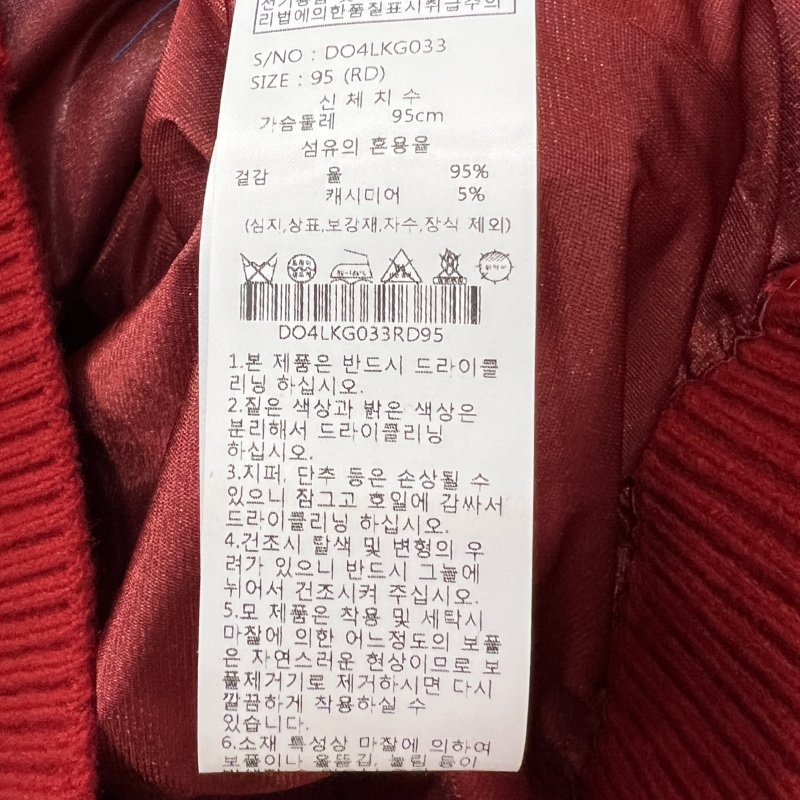 리법에의한품질표시취급주의
S/NO : DO4LKG033
SIZE : 95 (RD)
신 체 치 수
가슴둘레 95cm
섬유의 혼용율
겉감 울 95%
캐시미어 5%
(심지,상표,보강재,자수,장식 제외)
DO4LKG033RD95
1.본 제품은 반드시 드라이클
리닝 하십시오.
2.짙은 색상과 밝은 색상은
분리해서 드라이클리닝
하십시오.
3.지퍼, 단추 등은 손상될 수
있으니 잠그고 호일에 감싸서
드라이클리닝 하십시오.
4.건조시 탈색 및 변형의 우
려가 있으니 반드시 그늘에
뉘어서 건조시켜 주십시오.
5.모 제품은 착용 및 세탁시
마찰에 의한 어느정도의 보풀
은 자연스러운 현상이므로 보
풀제거기로 제거하시면 다시
깔끔하게 착용하실 수
있습니다.
6.소재 특성상 마찰에 의하여
보풀이나 올뜯김, 눌림 등이